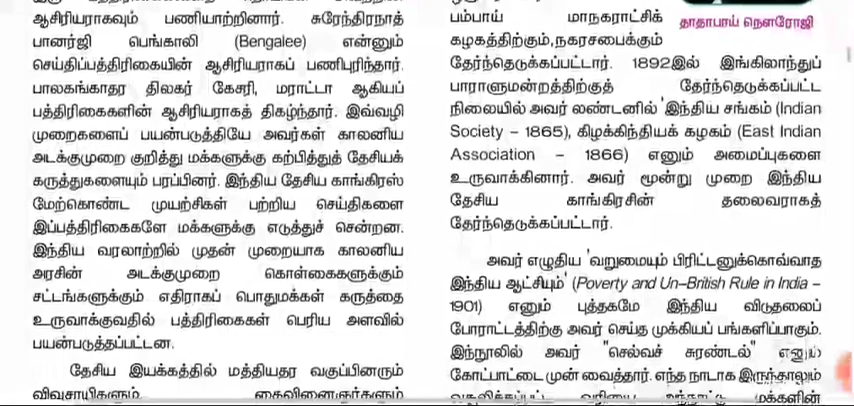 ஆசிரியராகவும் பணியாற்றினார். சுரேந்திரநாத்
பானர்ஜி பெங்காலி (Bengalee) என்னும்
செய்திப்பத்திரிகையின் ஆசிரியராகப் பணிபுரிந்தார்.
பாலகங்காதர திலகர் கேசரி, மராட்டா ஆகியப்
பத்திரிகைகளின் ஆசிரியராகத் திகழ்ந்தார். இவ்வழி
முறைகளைப் பயன்படுத்தியே அவர்கள் காலனிய
அடக்குமுறை குறித்து மக்களுக்கு கற்பித்துத் தேசியக்
கருத்துகளையும் பரப்பினர். இந்திய தேசிய காங்கிரஸ்
மேற்கொண்ட முயற்சிகள் பற்றிய செய்திகளை
இப்பத்திரிகைகளே மக்களுக்கு எடுத்துச் சென்றன.
இந்திய வரலாற்றில் முதன் முறையாக காலனிய
அரசின் அடக்குமுறை கொள்கைகளுக்கும்
சட்டங்களுக்கும் எதிராகப் பொதுமக்கள் கருத்தை
உருவாக்குவதில் பத்திரிகைகள் பெரிய அளவில்
பயன்படுத்தப்பட்டன.
தேசிய இயக்கத்தில் மத்தியதர வகுப்பினரும்
விவசாயிகளும், கைவினைஞர்களும்
தாதாபாய் நௌரோஜி
பம்பாய் மாநகராட்சிக்
கழகத்திற்கும்,நகரசபைக்கும்
தேர்ந்தெடுக்கப்பட்டார். 1892இல் இங்கிலாந்துப்
பாராளுமன்றத்திற்குத் தேர்ந்தெடுக்கப்பட்ட
நிலையில் அவர் லண்டனில் 'இந்திய சங்கம் (Indian
Society – 1865), கிழக்கிந்தியக் கழகம் (East Indian
Association – 1866) எனும் அமைப்புகளை
உருவாக்கினார். அவர் மூன்று முறை இந்திய
தேசிய காங்கிரசின் தலைவராகத்
தேர்ந்தெடுக்கப்பட்டார்.
அவர் எழுதிய 'வறுமையும் பிரிட்டனுக்கொவ்வாத
இந்திய ஆட்சியும்' (Poverty and Un–British Rule in India –
1901) எனும் புத்தகமே இந்திய விடுதலைப்
போராட்டத்திற்கு அவர் செய்த முக்கியப் பங்களிப்பாகும்.
இந்நூலில் அவர் "செல்வச் சுரண்டல்" எனும்
கோட்பாட்டை முன் வைத்தார். எந்த நாடாக இருந்தாலும்
மக்களின்